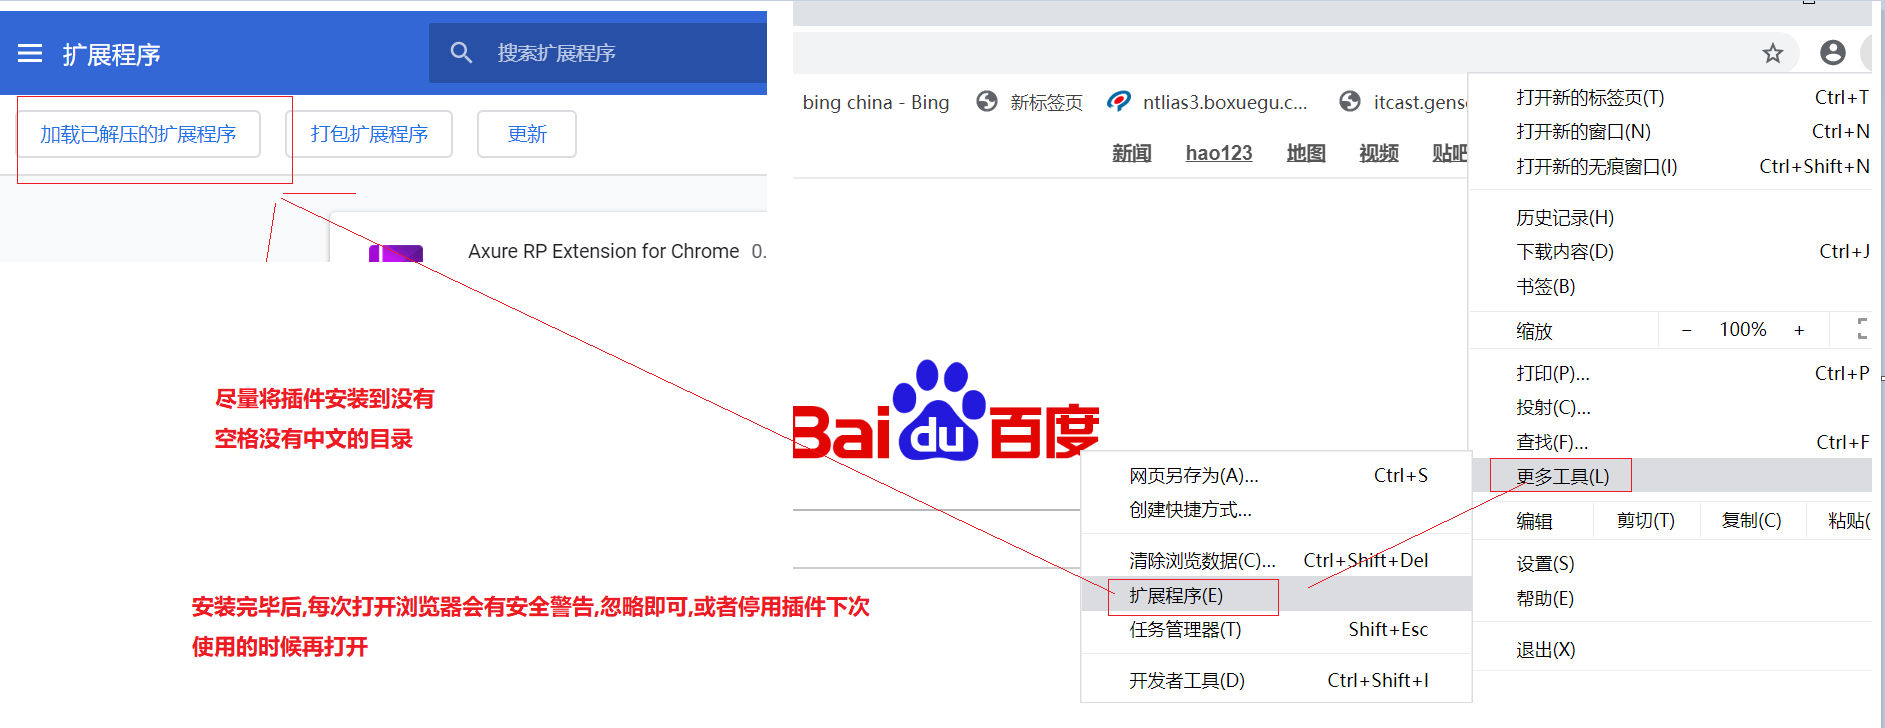 扩展程序
搜索扩展程序
加载已解压的扩展程序
打包扩展程序
更新
Axure RP Extension for Chrome 0.
尽量将插件安装到没有
空格没有中文的目录
安装完毕后,每次打开浏览器会有安全警告,忽略即可,或者停用插件下次
使用的时候再打开
bing china - Bing
新标签页
ntlias3.boxuegu.c...
itcast.gens
新闻
hao123
地图
视频
贴吧
Bai du 百度
打开新的标签页(T) Ctrl+T
打开新的窗口(N) Ctrl+N
打开新的无痕窗口(I) Ctrl+Shift+N
历史记录(H)
下载内容(D) Ctrl+J
书签(B)
缩放 − 100% +
打印(P)... Ctrl+P
投射(C)...
查找(F)... Ctrl+F
更多工具(L)
编辑 剪切(T) 复制(C) 粘贴(
设置(S)
帮助(E)
退出(X)
网页另存为(A)... Ctrl+S
创建快捷方式...
清除浏览数据(C)... Ctrl+Shift+Del
扩展程序(E)
任务管理器(T) Shift+Esc
开发者工具(D) Ctrl+Shift+I